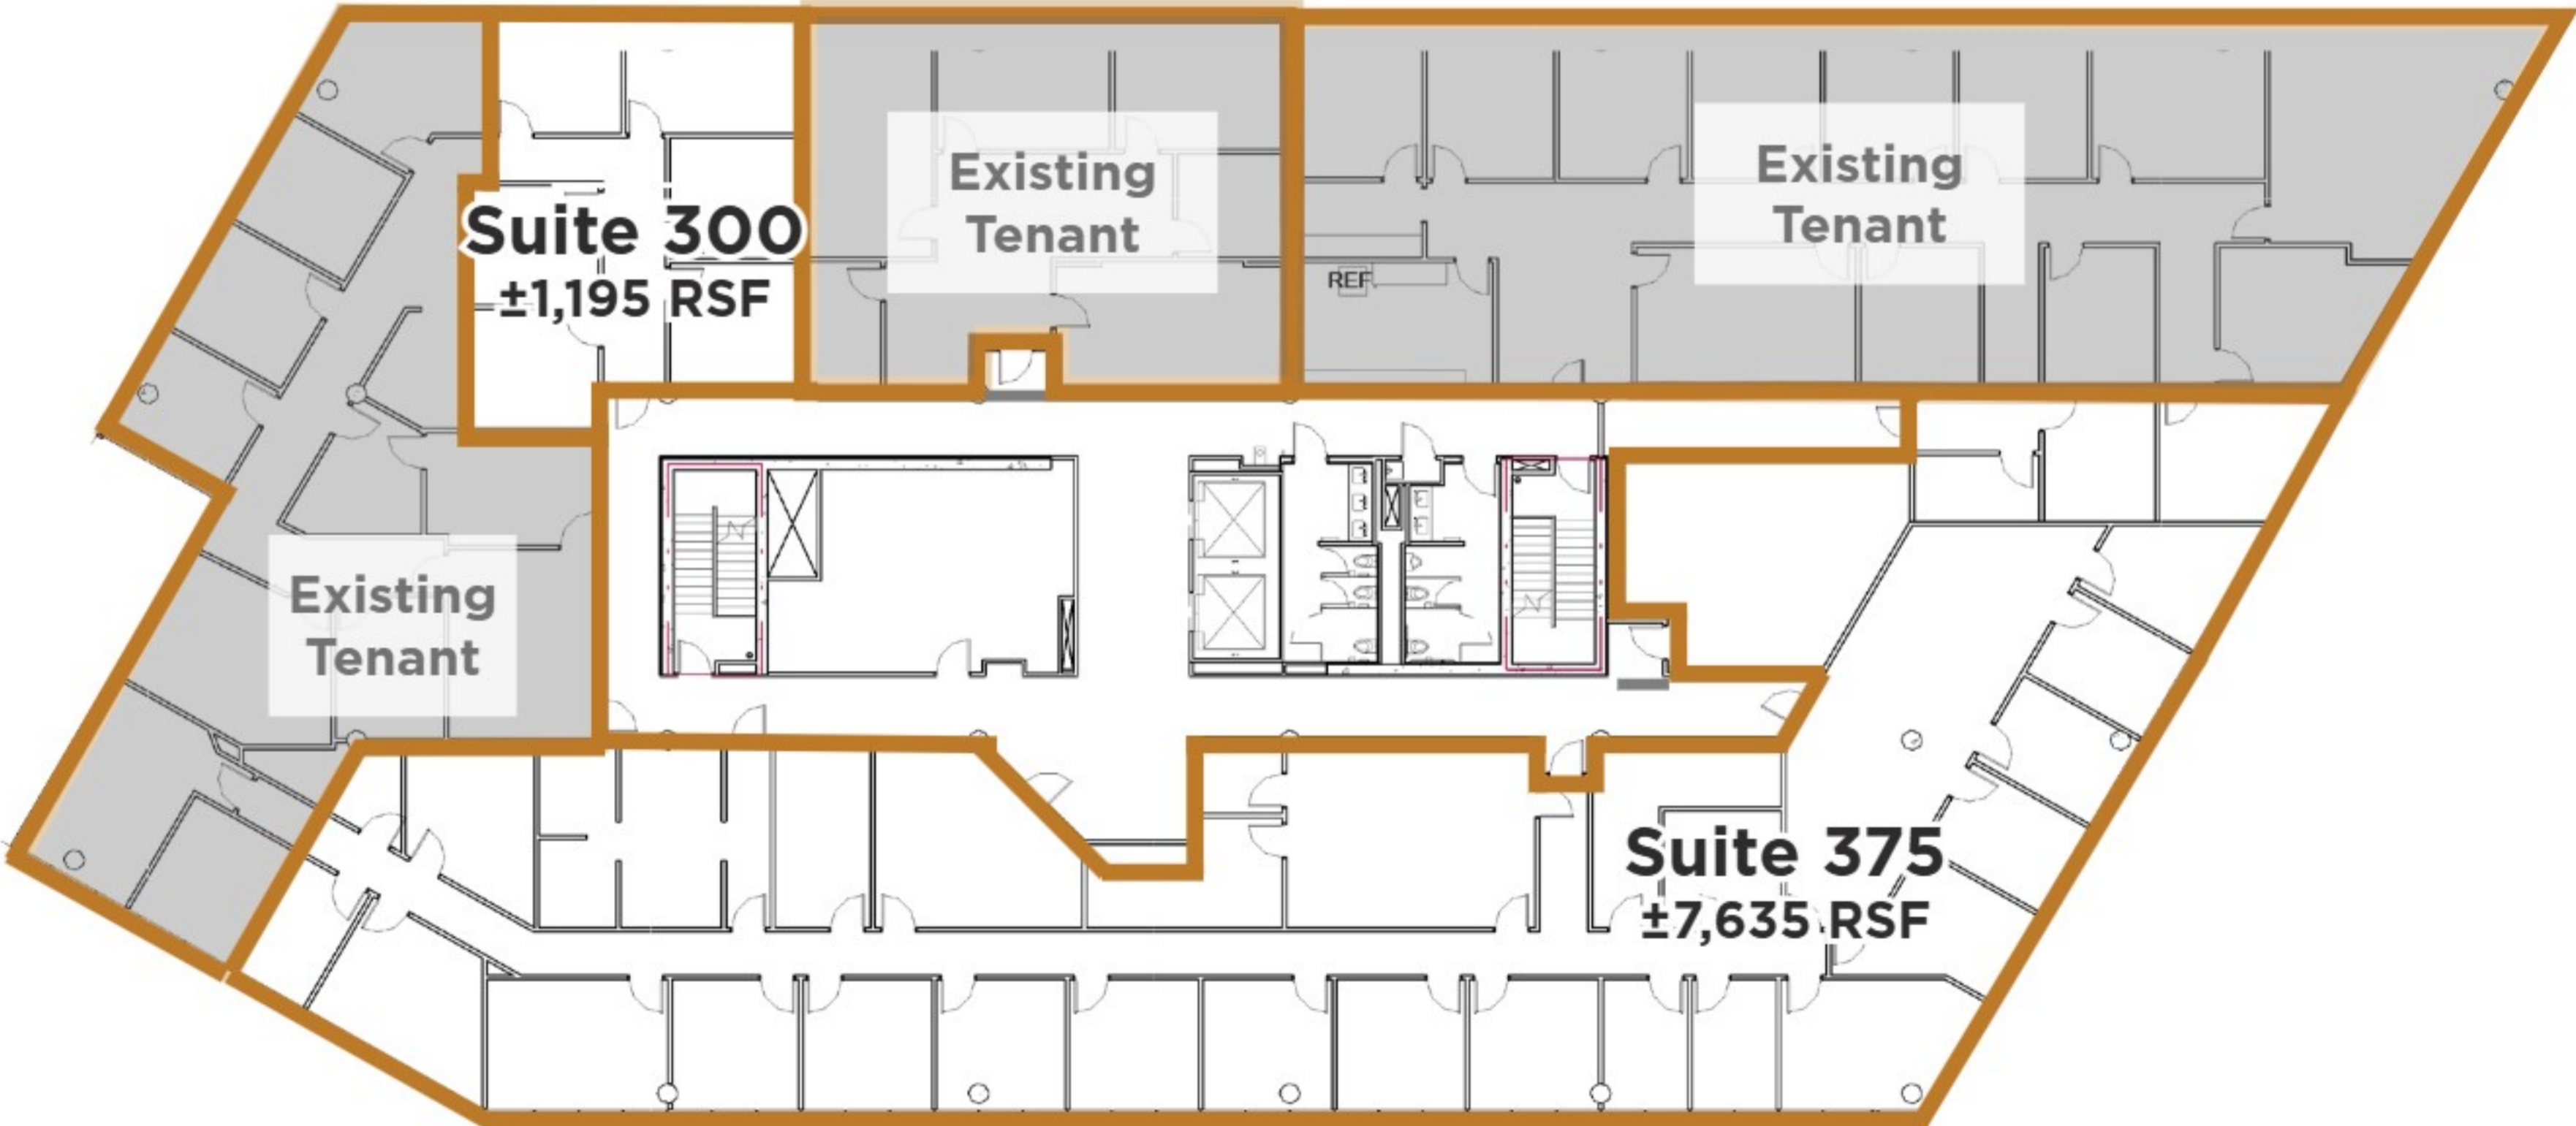 Existing
Tenant
Existing
Tenant
Suite 300
±1,195 RSF
REF
Existing
Tenant
Suite 375
±7,635 RSF